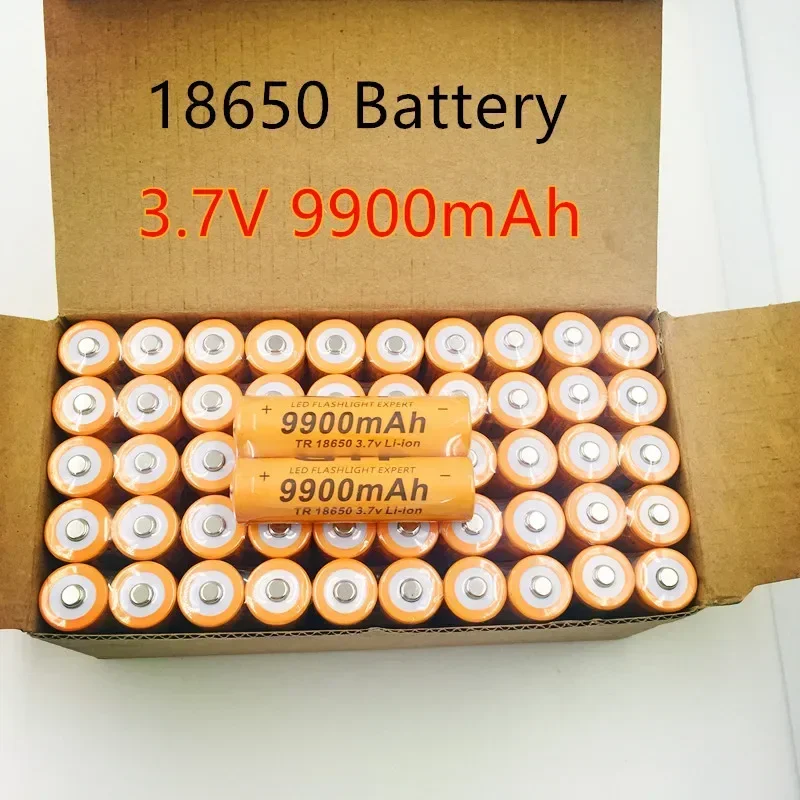 18650 Battery
3.7V 9900mAh
+ LED FLASHLIGHT EXPERT −
9900mAh
TR 18650 3.7v Li-ion
+ LED FLASHLIGHT EXPERT −
9900mAh
TR 18650 3.7v Li-ion